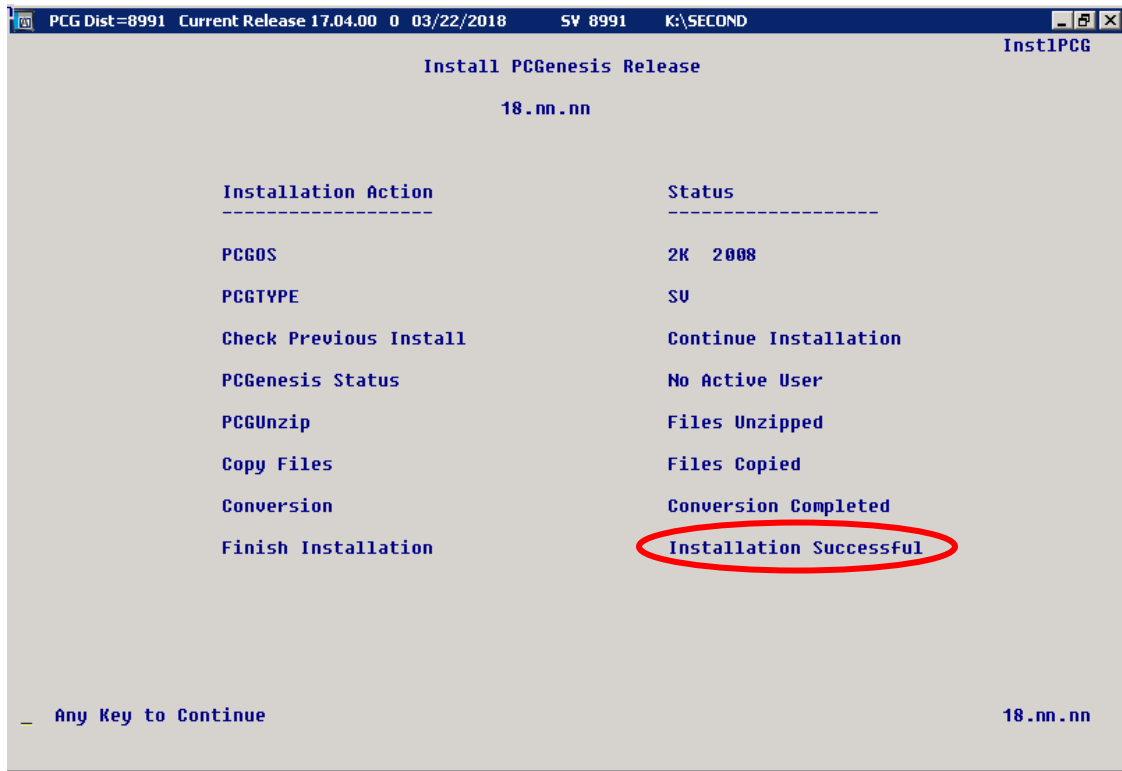 PCG Dist=8991 Current Release 17.04.00 0 03/22/2018 SV 8991 K:\SECOND
InstlPCG
Install PCGenesis Release
18.nn.nn
Installation Action Status
------------------- -------------------
PCGOS 2K 2008
PCGTYPE SV
Check Previous Install Continue Installation
PCGenesis Status No Active User
PCGUnzip Files Unzipped
Copy Files Files Copied
Conversion Conversion Completed
Finish Installation Installation Successful
_ Any Key to Continue 18.nn.nn